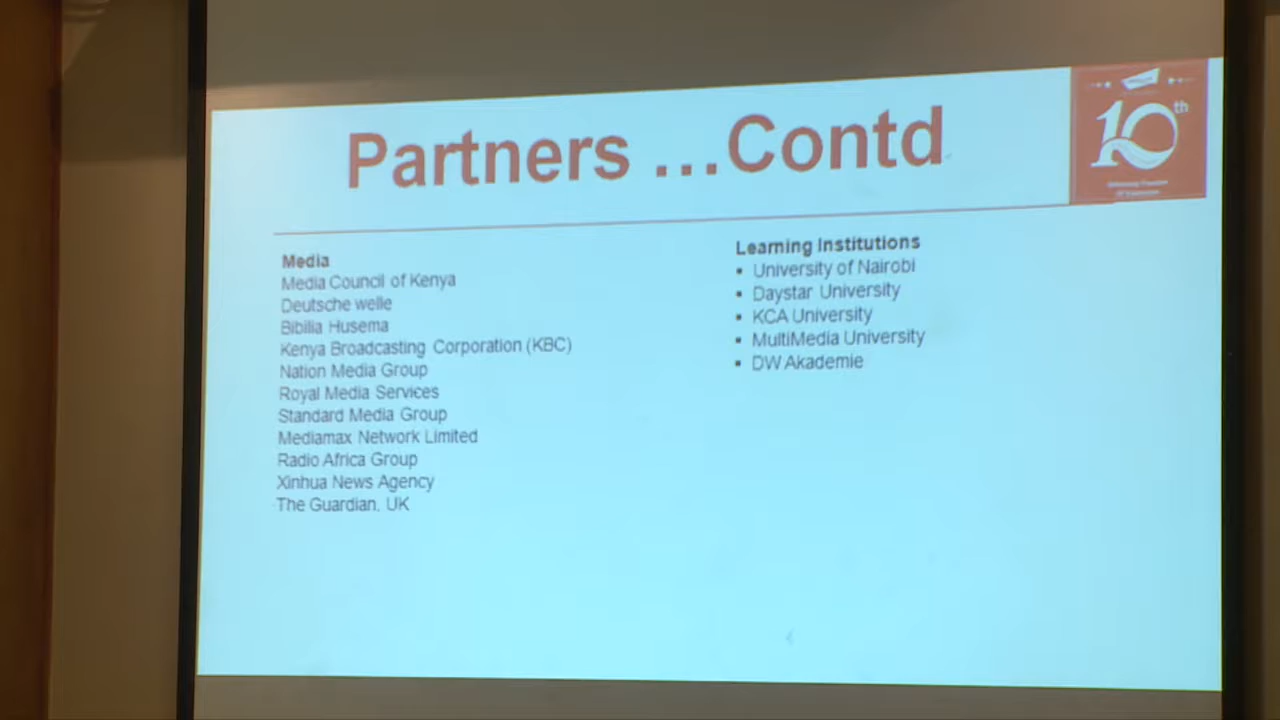 Partners ...Contd
10th
Media
Media Council of Kenya
Deutsche welle
Bibilia Husema
Kenya Broadcasting Corporation (KBC)
Nation Media Group
Royal Media Services
Standard Media Group
Mediamax Network Limited
Radio Africa Group
Xinhua News Agency
The Guardian, UK
Learning Institutions
▪ University of Nairobi
▪ Daystar University
▪ KCA University
▪ MultiMedia University
▪ DW Akademie